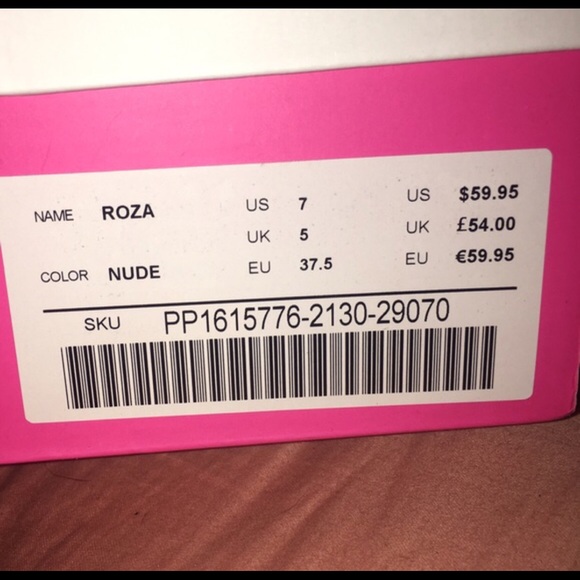 NAME ROZA US 7 US $59.95
UK 5 UK £54.00
COLOR NUDE EU 37.5 EU €59.95
SKU PP1615776-2130-29070